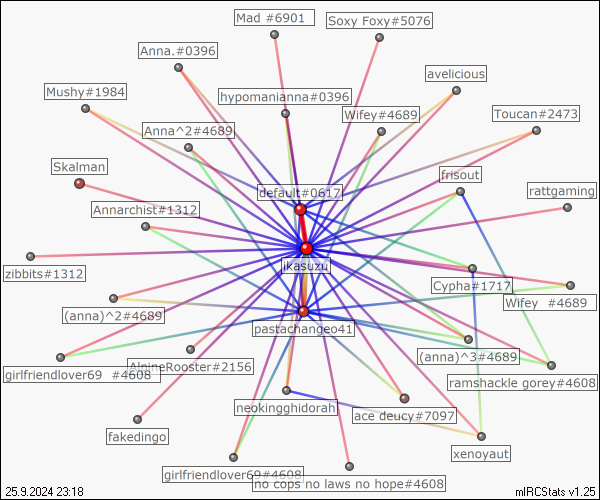 Mad #6901
Soxy Foxy#5076
Anna.#0396
avelicious
Mushy#1984
hypomanianna#0396
Wifey#4689
Toucan#2473
Anna^2#4689
Skalman
frisout
default#0617
rattgaming
Annarchist#1312
jikasuzu
zibbits#1312
Cypha#1717
Wifey #4689
(anna)^2#4689
pastachangeo41
(anna)^3#4689
AlpineRooster#2156
girlfriendlover69 #4608
ramshackle gorey#4608
neokingghidorah
ace deucy#7097
fakedingo
xenoyaut
girlfriendlover69#4608
no cops no laws no hope#4608
25.9.2024 23:18
mIRCStats v1.25